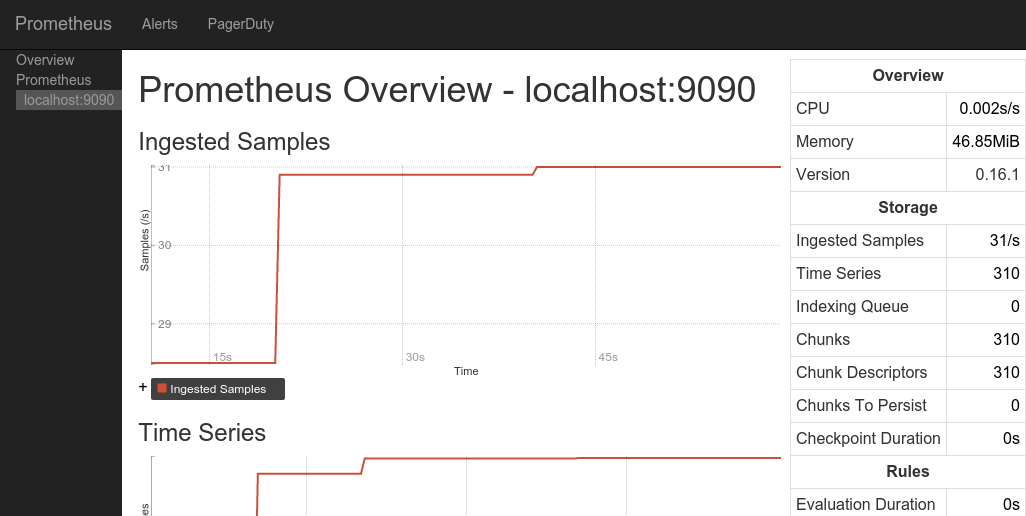 Prometheus Alerts PagerDuty
Overview
Prometheus
localhost:9090
Prometheus Overview - localhost:9090
Ingested Samples
31
30
29
Samples (/s)
15s 30s 45s
Time
+ Ingested Samples
Time Series
Overview
CPU 0.002s/s
Memory 46.85MiB
Version 0.16.1
Storage
Ingested Samples 31/s
Time Series 310
Indexing Queue 0
Chunks 310
Chunk Descriptors 310
Chunks To Persist 0
Checkpoint Duration 0s
Rules
Evaluation Duration 0s